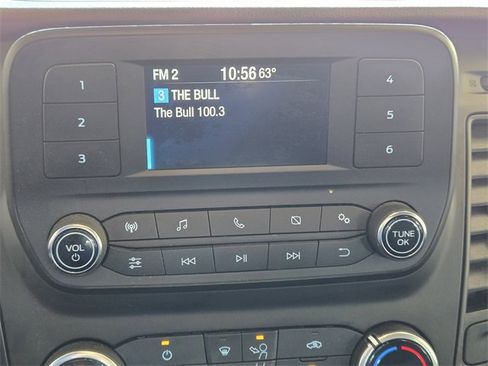 FM 2 10:56 63°
3 THE BULL
The Bull 100.3
1
2
3
4
5
6
VOL
TUNE
OK